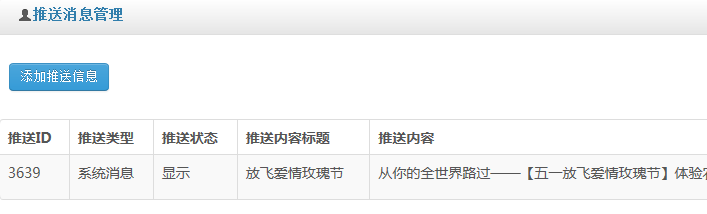 推送消息管理
添加推送信息
推送ID 推送类型 推送状态 推送内容标题 推送内容
3639 系统消息 显示 放飞爱情玫瑰节 从你的全世界路过——【五一放飞爱情玫瑰节】体验